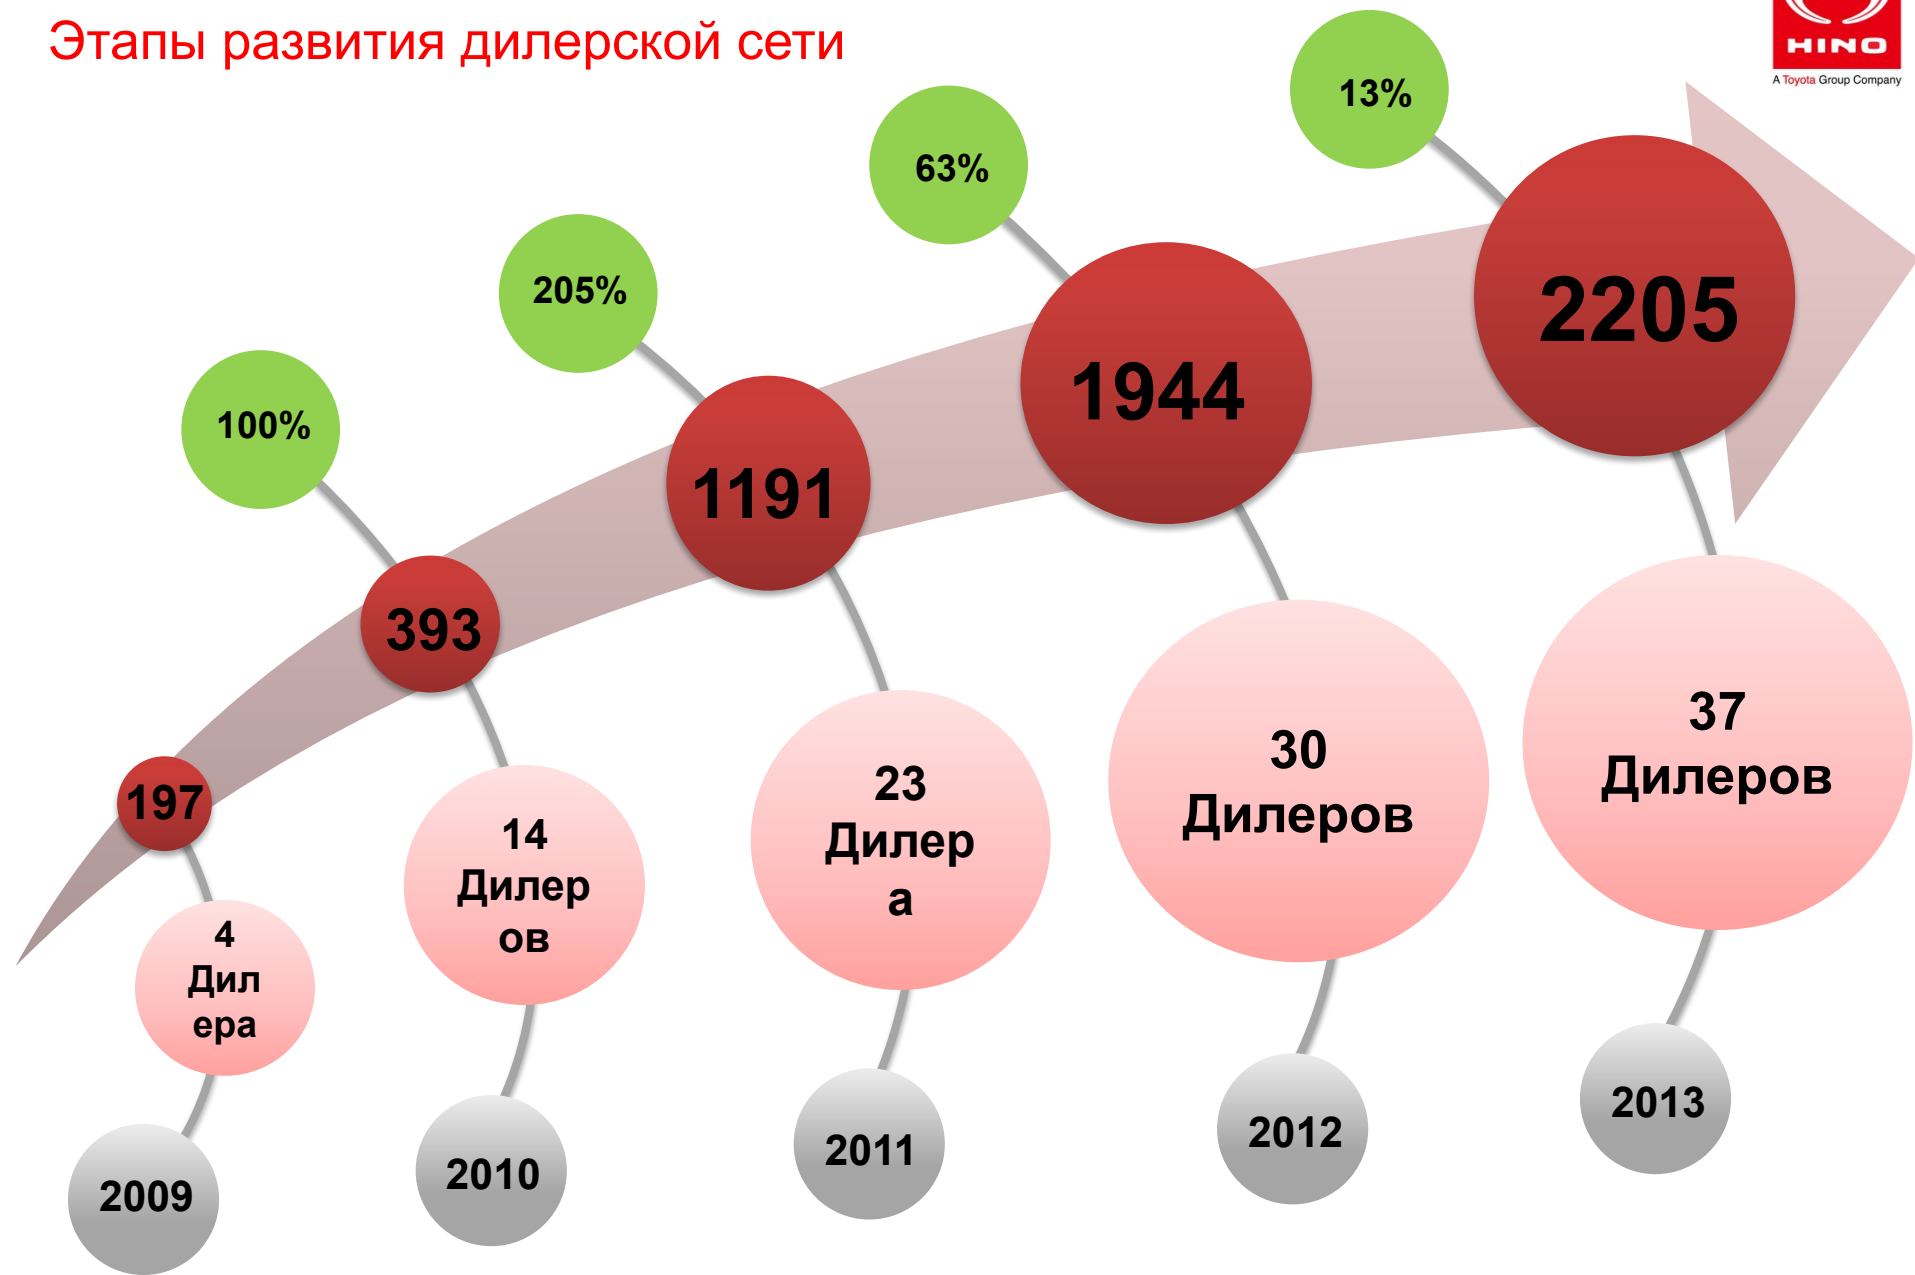 Этапы развития дилерской сети
HINO
A Toyota Group Company
13%
63%
205%
100%
2205
1944
1191
393
197
37
Дилеров
30
Дилеров
23
Дилер
а
14
Дилер
ов
4
Дил
ера
2009
2010
2011
2012
2013